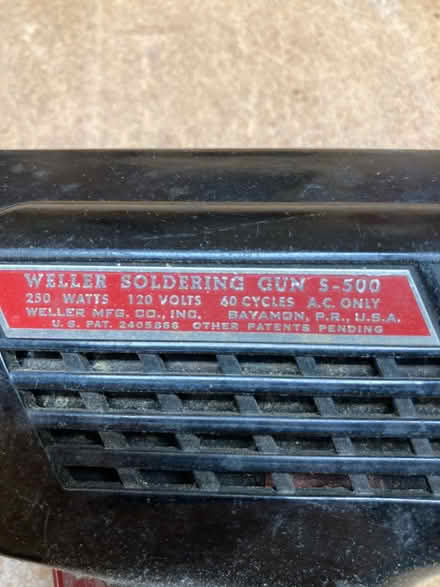 WELLER SOLDERING GUN S-500
250 WATTS 120 VOLTS 60 CYCLES A.C. ONLY
WELLER MFG. CO., INC. BAYAMON, P.R., U.S.A.
U.S. PAT. 2405866 OTHER PATENTS PENDING